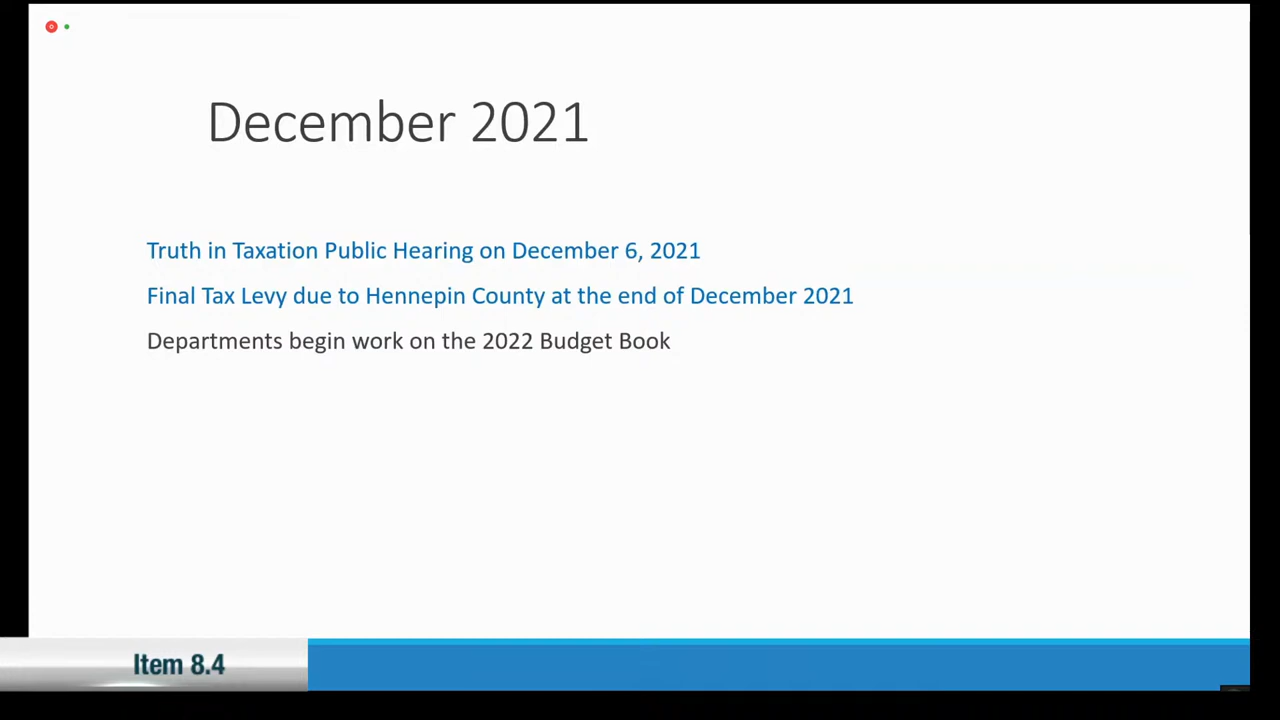 December 2021
Truth in Taxation Public Hearing on December 6, 2021
Final Tax Levy due to Hennepin County at the end of December 2021
Departments begin work on the 2022 Budget Book
Item 8.4